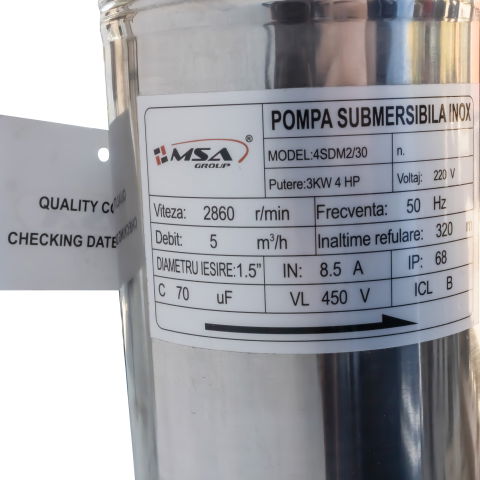 POMPA SUBMERSIBILA INOX
MSA®
GROUP
MODEL:4SDM2/30 n.
Putere:3KW 4 HP Voltaj: 220 V
Viteza: 2860 r/min Frecventa: 50 Hz
Debit: 5 m³/h Inaltime refulare: 320
DIAMETRU IESIRE:1.5" IN: 8.5 A IP: 68
C 70 uF VL 450 V ICL B
QUALITY
CHECKING DATE